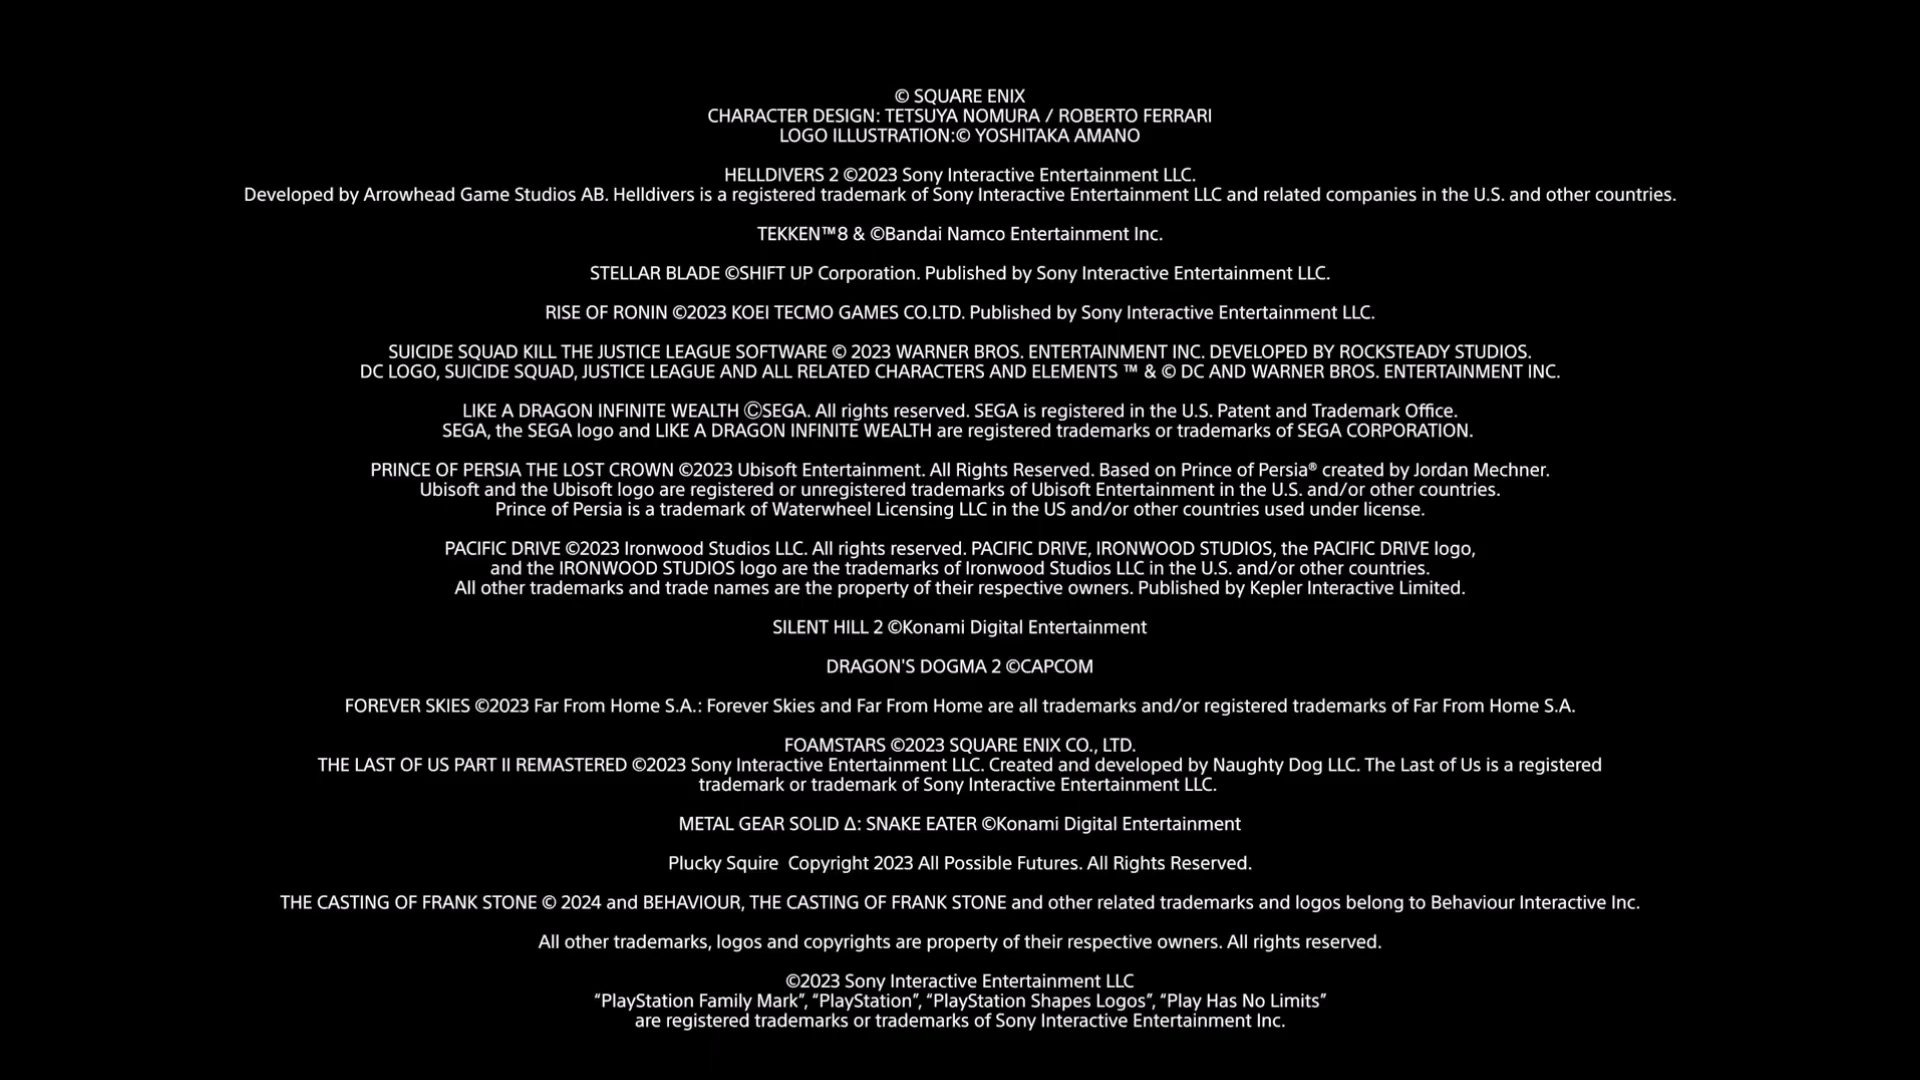 © SQUARE ENIX
CHARACTER DESIGN: TETSUYA NOMURA / ROBERTO FERRARI
LOGO ILLUSTRATION:© YOSHITAKA AMANO
HELLDIVERS 2 ©2023 Sony Interactive Entertainment LLC.
Developed by Arrowhead Game Studios AB. Helldivers is a registered trademark of Sony Interactive Entertainment LLC and related companies in the U.S. and other countries.
TEKKEN™8 & ©Bandai Namco Entertainment Inc.
STELLAR BLADE ©SHIFT UP Corporation. Published by Sony Interactive Entertainment LLC.
RISE OF RONIN ©2023 KOEI TECMO GAMES CO.LTD. Published by Sony Interactive Entertainment LLC.
SUICIDE SQUAD KILL THE JUSTICE LEAGUE SOFTWARE © 2023 WARNER BROS. ENTERTAINMENT INC. DEVELOPED BY ROCKSTEADY STUDIOS.
DC LOGO, SUICIDE SQUAD, JUSTICE LEAGUE AND ALL RELATED CHARACTERS AND ELEMENTS ™ & © DC AND WARNER BROS. ENTERTAINMENT INC.
LIKE A DRAGON INFINITE WEALTH ⒸSEGA. All rights reserved. SEGA is registered in the U.S. Patent and Trademark Office.
SEGA, the SEGA logo and LIKE A DRAGON INFINITE WEALTH are registered trademarks or trademarks of SEGA CORPORATION.
PRINCE OF PERSIA THE LOST CROWN ©2023 Ubisoft Entertainment. All Rights Reserved. Based on Prince of Persia® created by Jordan Mechner.
Ubisoft and the Ubisoft logo are registered or unregistered trademarks of Ubisoft Entertainment in the U.S. and/or other countries.
Prince of Persia is a trademark of Waterwheel Licensing LLC in the US and/or other countries used under license.
PACIFIC DRIVE ©2023 Ironwood Studios LLC. All rights reserved. PACIFIC DRIVE, IRONWOOD STUDIOS, the PACIFIC DRIVE logo,
and the IRONWOOD STUDIOS logo are the trademarks of Ironwood Studios LLC in the U.S. and/or other countries.
All other trademarks and trade names are the property of their respective owners. Published by Kepler Interactive Limited.
SILENT HILL 2 ©Konami Digital Entertainment
DRAGON'S DOGMA 2 ©CAPCOM
FOREVER SKIES ©2023 Far From Home S.A.: Forever Skies and Far From Home are all trademarks and/or registered trademarks of Far From Home S.A.
FOAMSTARS ©2023 SQUARE ENIX CO., LTD.
THE LAST OF US PART II REMASTERED ©2023 Sony Interactive Entertainment LLC. Created and developed by Naughty Dog LLC. The Last of Us is a registered
trademark or trademark of Sony Interactive Entertainment LLC.
METAL GEAR SOLID Δ: SNAKE EATER ©Konami Digital Entertainment
Plucky Squire  Copyright 2023 All Possible Futures. All Rights Reserved.
THE CASTING OF FRANK STONE © 2024 and BEHAVIOUR, THE CASTING OF FRANK STONE and other related trademarks and logos belong to Behaviour Interactive Inc.
All other trademarks, logos and copyrights are property of their respective owners. All rights reserved.
©2023 Sony Interactive Entertainment LLC
“PlayStation Family Mark”, “PlayStation”, “PlayStation Shapes Logos”, “Play Has No Limits”
are registered trademarks or trademarks of Sony Interactive Entertainment Inc.